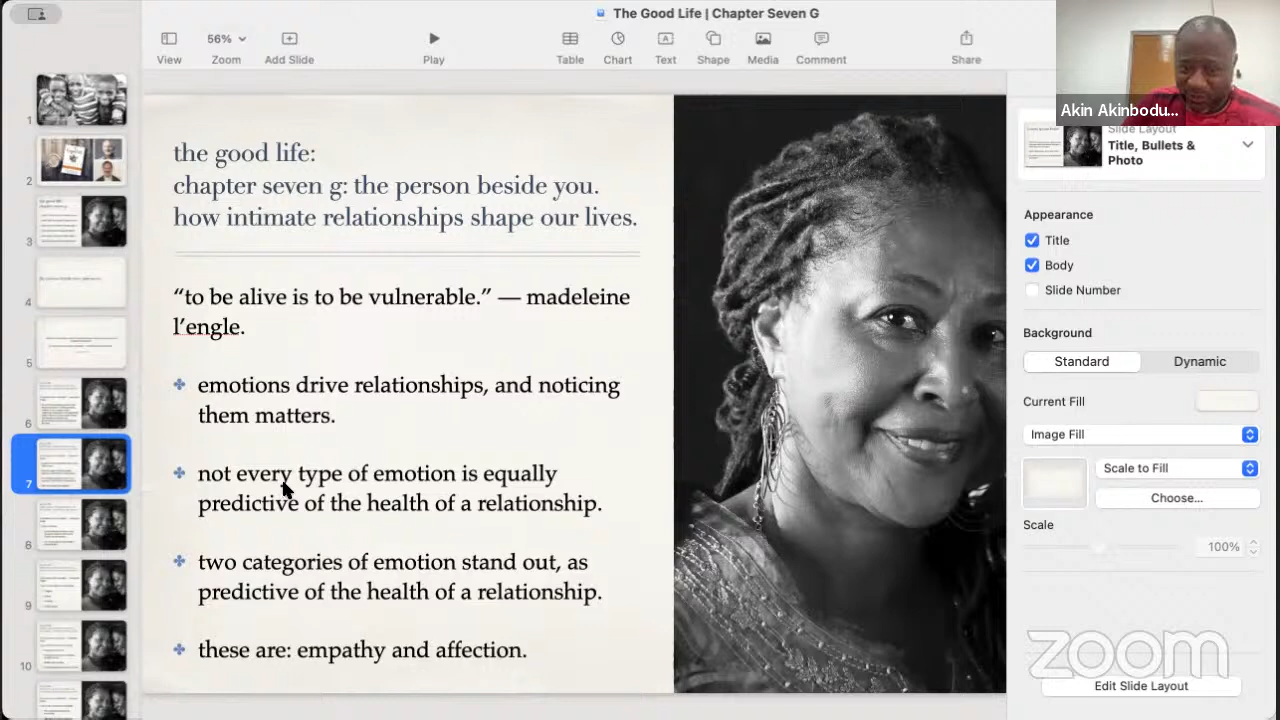 The Good Life | Chapter Seven G
56%
View
Zoom
Add Slide
Play
Table
Chart
Text
Shape
Media
Comment
Share
Akin Akinbodu...
1
2
3
4
5
6
7
8
9
10
the good life:
chapter seven g: the person beside you.
how intimate relationships shape our lives.
“to be alive is to be vulnerable.” — madeleine
l’engle.
emotions drive relationships, and noticing
them matters.
not every type of emotion is equally
predictive of the health of a relationship.
two categories of emotion stand out, as
predictive of the health of a relationship.
these are: empathy and affection.
Slide Layout
Title, Bullets &
Photo
Appearance
Title
Body
Slide Number
Background
Standard
Dynamic
Current Fill
Image Fill
Scale to Fill
Choose...
Scale
100%
zoom
Edit Slide Layout